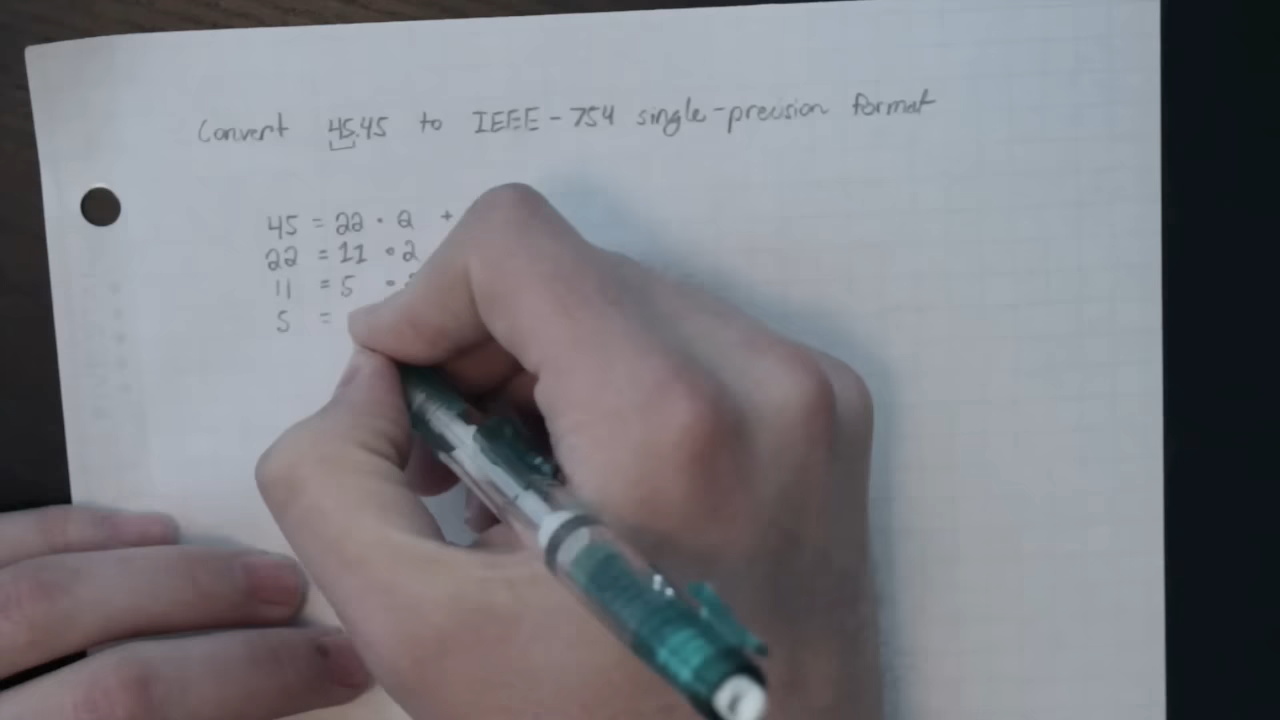 Convert 45.45 to IEEE-754 single-precision format
45 = 22 · 2 +
22 = 11 · 2
11 = 5 ·
5 =